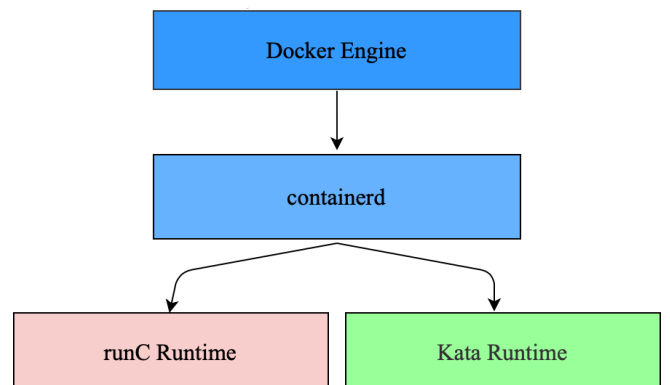 Docker Engine
containerd
runC Runtime
Kata Runtime